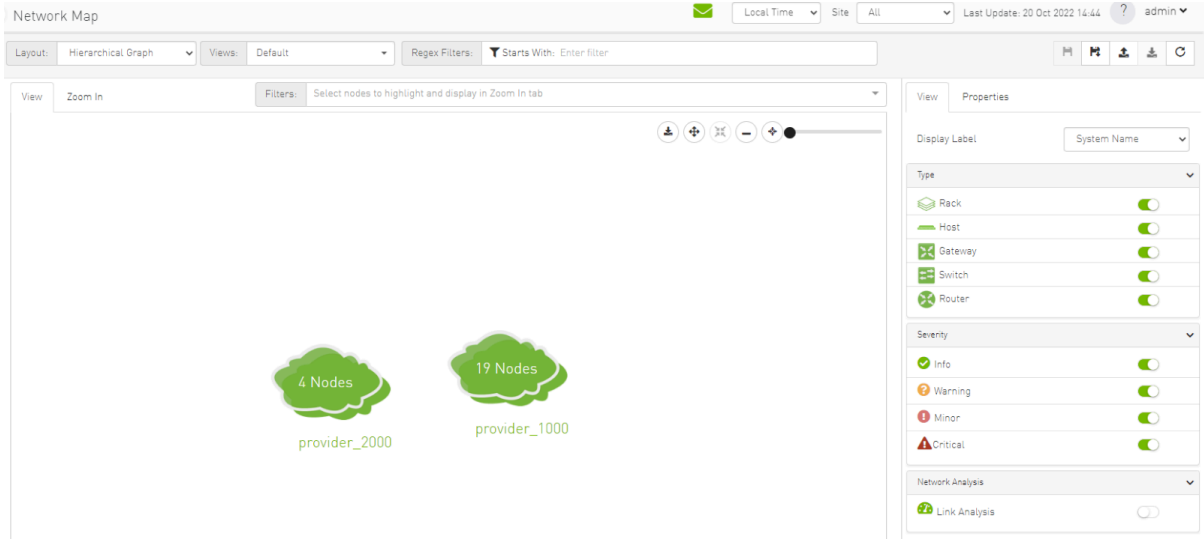 Network Map
Local Time Site All Last Update: 20 Oct 2022 14:44 ? admin
Layout: Hierarchical Graph Views: Default Regex Filters: Starts With: Enter filter
View Zoom In Filters: Select nodes to highlight and display in Zoom In tab
View Properties
Display Label System Name
Type
Rack
Host
Gateway
Switch
Router
Severity
Info
Warning
Minor
Critical
Network Analysis
Link Analysis
4 Nodes
provider_2000
19 Nodes
provider_1000